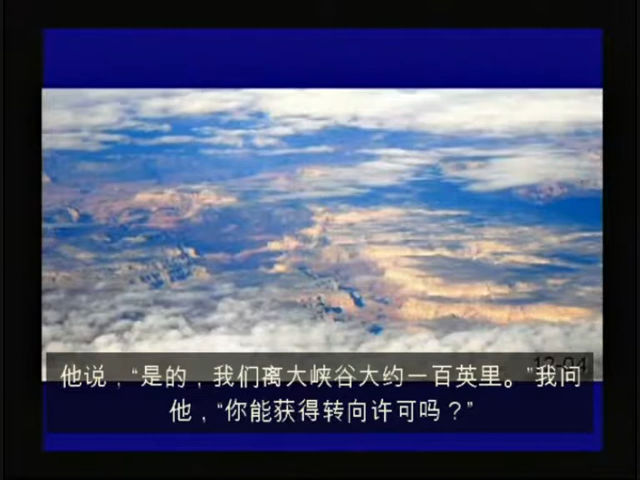 他说，“是的，我们离大峡谷大约一百英里。”我问
他，“你能获得转向许可吗？”